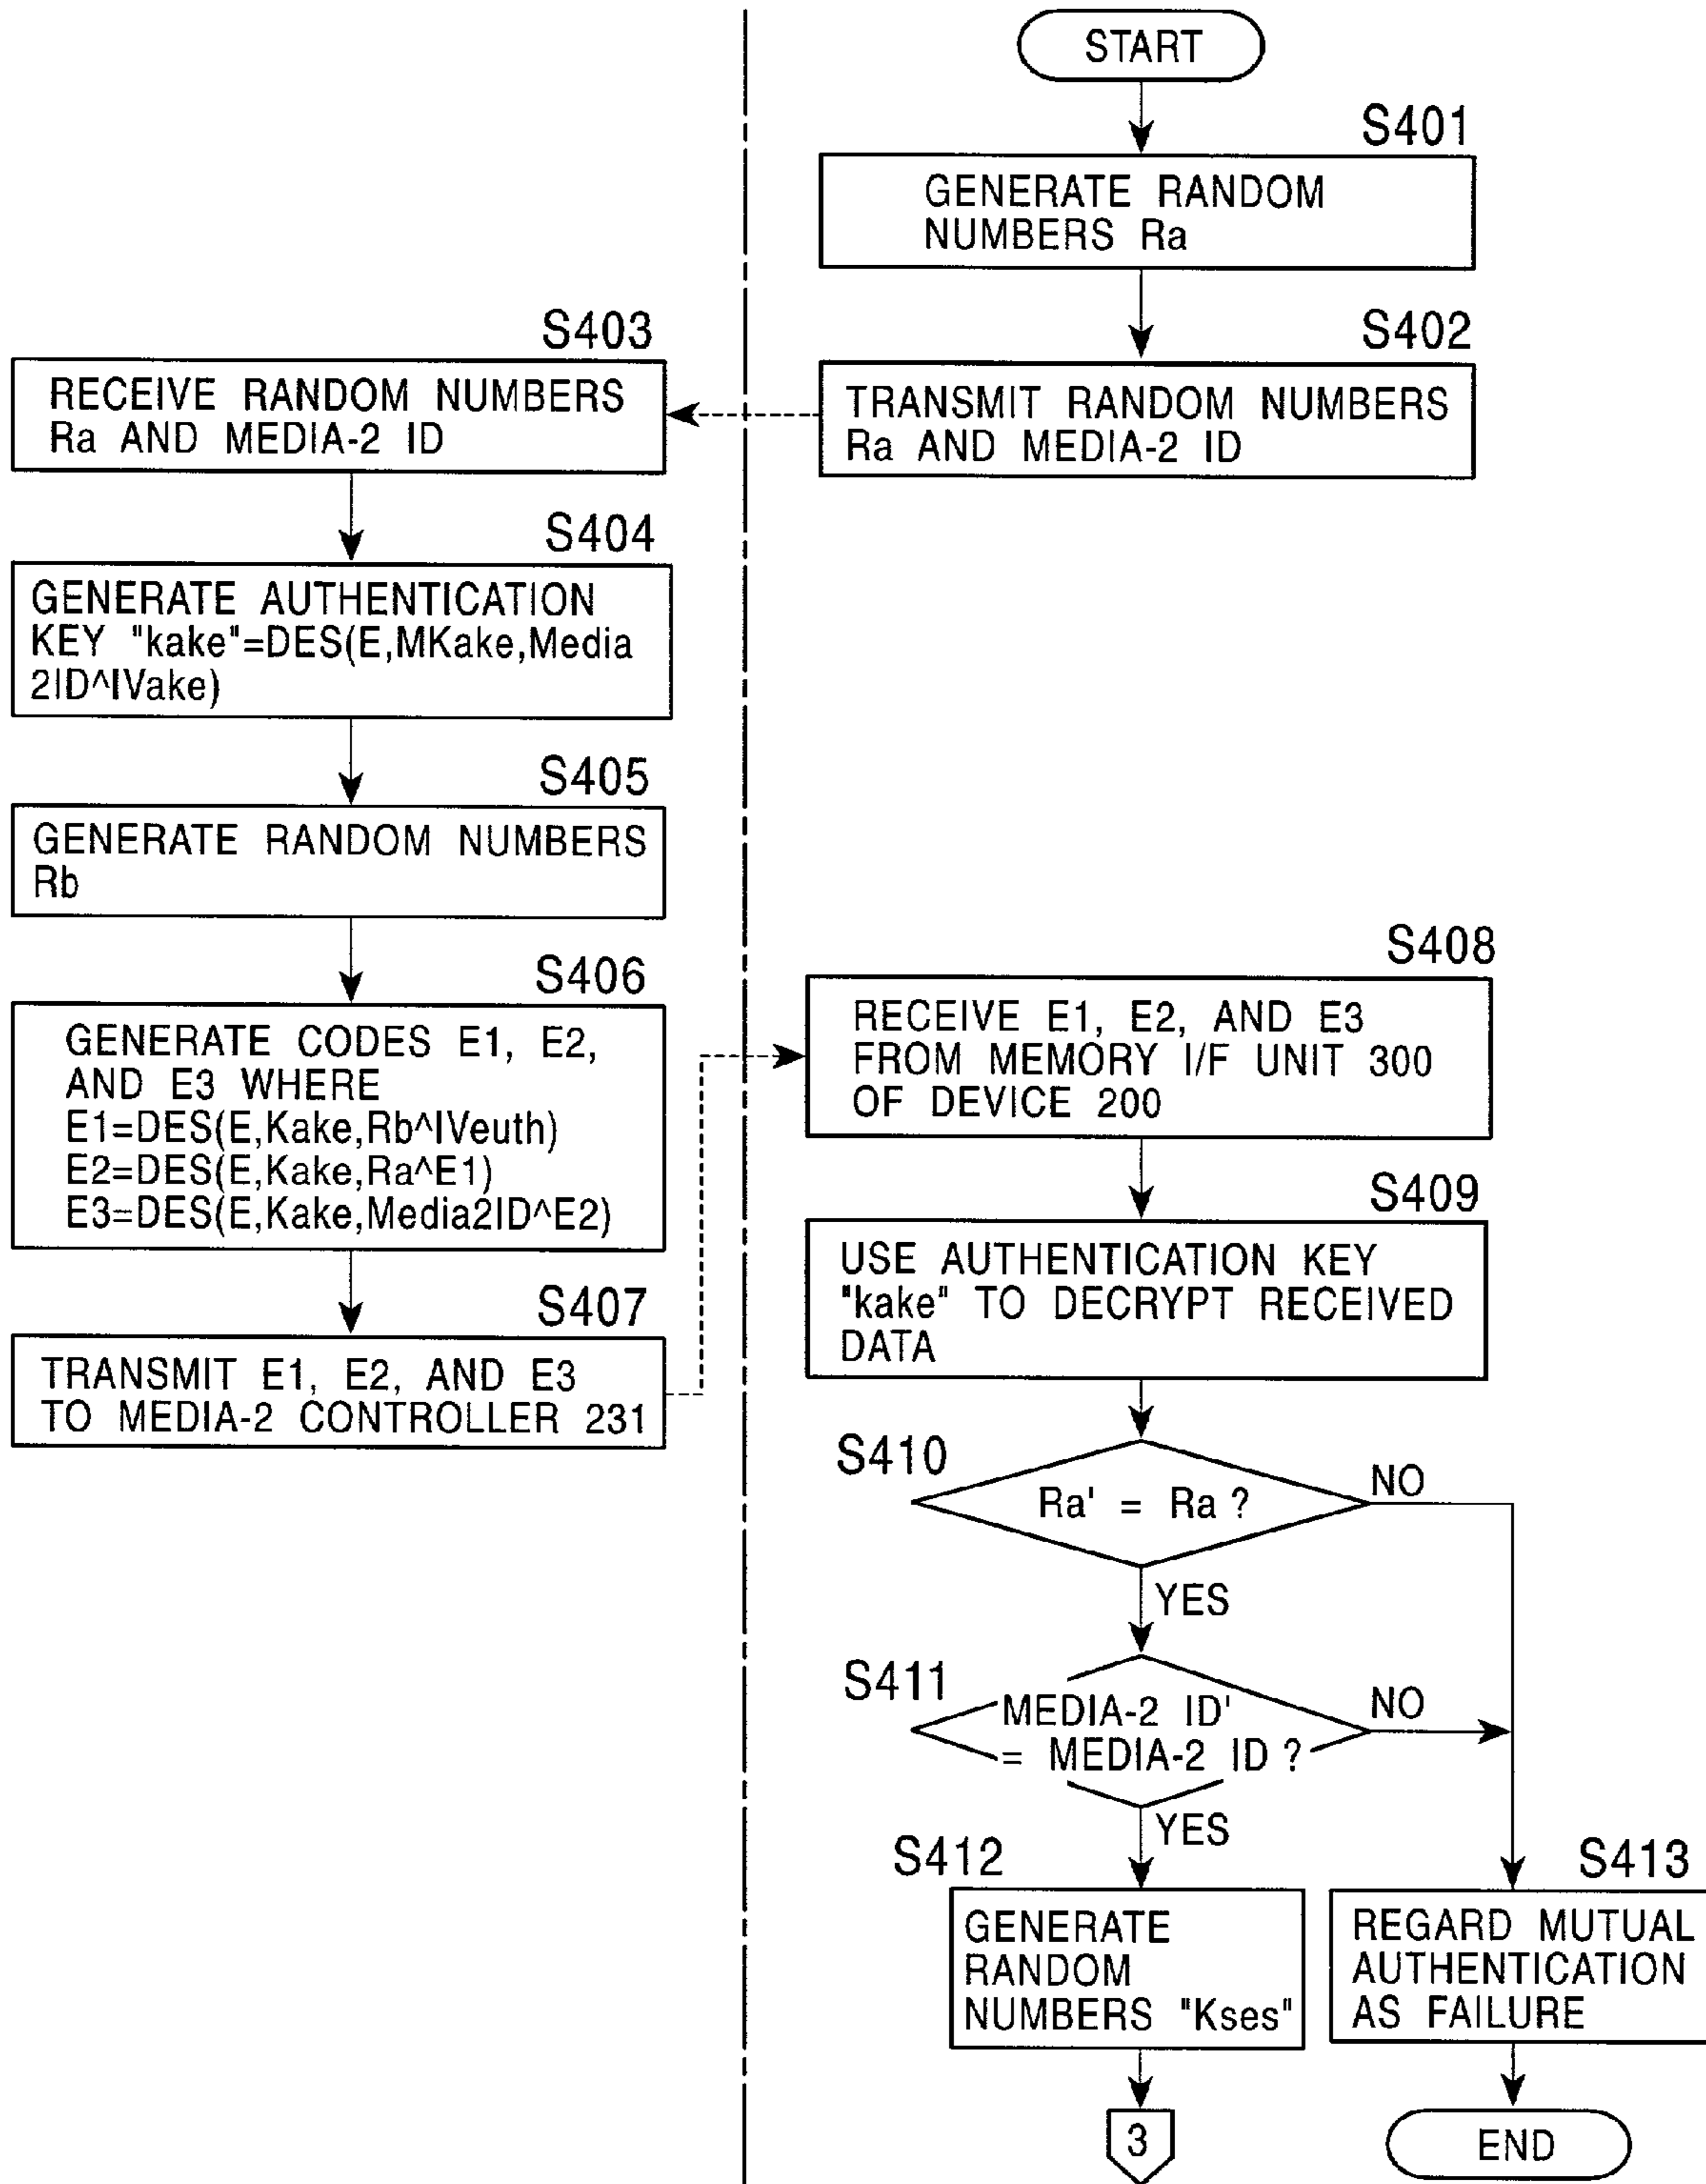 START
S401
GENERATE RANDOM
NUMBERS Ra
S402
TRANSMIT RANDOM NUMBERS
Ra AND MEDIA-2 ID
S403
RECEIVE RANDOM NUMBERS
Ra AND MEDIA-2 ID
S404
GENERATE AUTHENTICATION
KEY "kake"=DES(E,MKake,Media
2ID^IVake)
S405
GENERATE RANDOM NUMBERS
Rb
S406
GENERATE CODES E1, E2,
AND E3 WHERE
E1=DES(E,Kake,Rb^IVeuth)
E2=DES(E,Kake,Ra^E1)
E3=DES(E,Kake,Media2ID^E2)
S407
TRANSMIT E1, E2, AND E3
TO MEDIA-2 CONTROLLER 231
S408
RECEIVE E1, E2, AND E3
FROM MEMORY I/F UNIT 300
OF DEVICE 200
S409
USE AUTHENTICATION KEY
"kake" TO DECRYPT RECEIVED
DATA
S410
Ra' = Ra ?
NO
YES
S411
MEDIA-2 ID'
= MEDIA-2 ID ?
NO
YES
S412
GENERATE
RANDOM
NUMBERS "Kses"
3
S413
REGARD MUTUAL
AUTHENTICATION
AS FAILURE
END